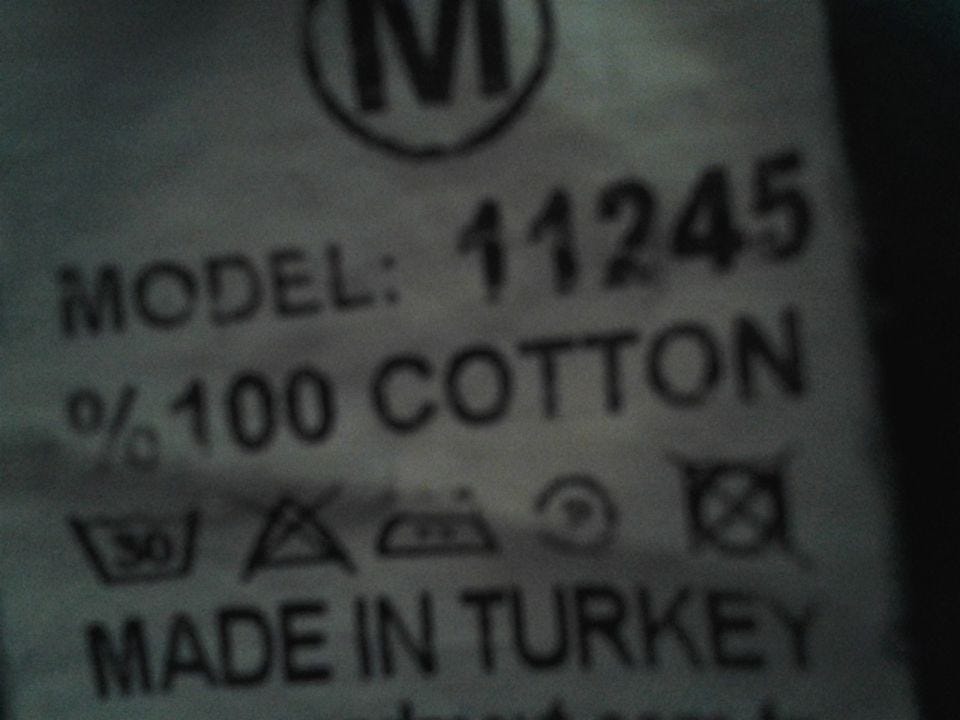 M
MODEL: 11245
%100 COTTON
30 P
MADE IN TURKEY